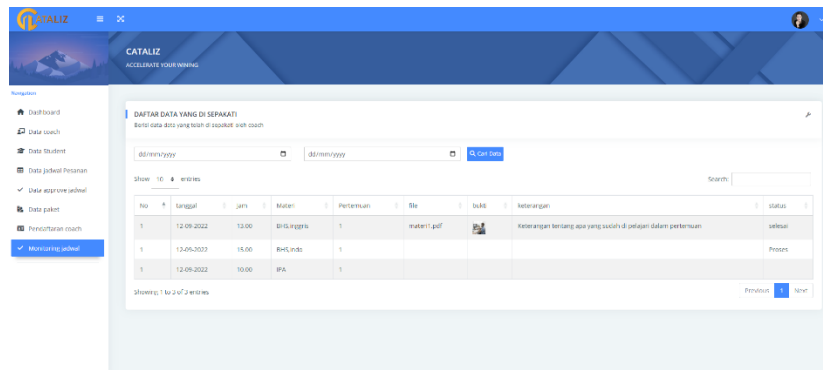 CATALIZ
CATALIZ
ACCELERATE YOUR WINING
Navigation
Dashboard
Data coach
Data Student
Data Jadwal Pesanan
Data approve jadwal
Data paket
Pendaftaran coach
Monitoring jadwal
DAFTAR DATA YANG DI SEPAKATI
Berisi data data yang telah di sepakati oleh coach
dd/mm/yyyy dd/mm/yyyy Cari Data
Show 10 entries Search:
No tanggal jam Materi Pertemuan file bukti keterangan status
1 12-09-2022 13.00 BHS.inggris 1 materi1.pdf Keterangan tentang apa yang sudah di pelajari dalam pertemuan selesai
1 12-09-2022 15.00 BHS.indo 1 Proses
1 12-09-2022 10.00 IPA 1
Showing 1 to 3 of 3 entries Previous 1 Next